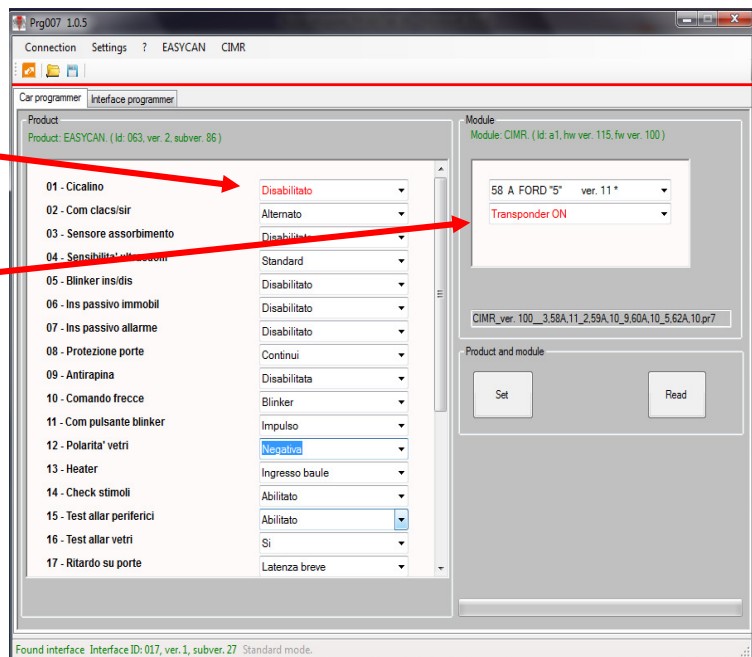 Prg007 1.0.5
Connection Settings ? EASYCAN CIMR
Car programmer Interface programmer
Product
Product: EASYCAN. ( Id: 063, ver. 2, subver. 86 )
01 - Cicalino Disabilitato
02 - Com clacs/sir Alternato
03 - Sensore assorbimento Disabilitato
04 - Sensibilita' Standard
05 - Blinker ins/dis Disabilitato
06 - Ins passivo immobil Disabilitato
07 - Ins passivo allarme Disabilitato
08 - Protezione porte Continui
09 - Antirapina Disabilitata
10 - Comando frecce Blinker
11 - Com pulsante blinker Impulso
12 - Polarita' vetri Negativa
13 - Heater Ingresso baule
14 - Check stimoli Abilitato
15 - Test allar periferici Abilitato
16 - Test allar vetri Si
17 - Ritardo su porte Latenza breve
Module
Module: CIMR. ( Id: a1, hw ver. 115, fw ver. 100 )
58 A FORD "5" ver. 11 *
Transponder ON
CIMR_ver. 100__3,58A,11_2,59A,10_9,60A,10_5,62A,10.pr7
Product and module
Set Read
Found interface Interface ID: 017, ver. 1, subver. 27 Standard mode.